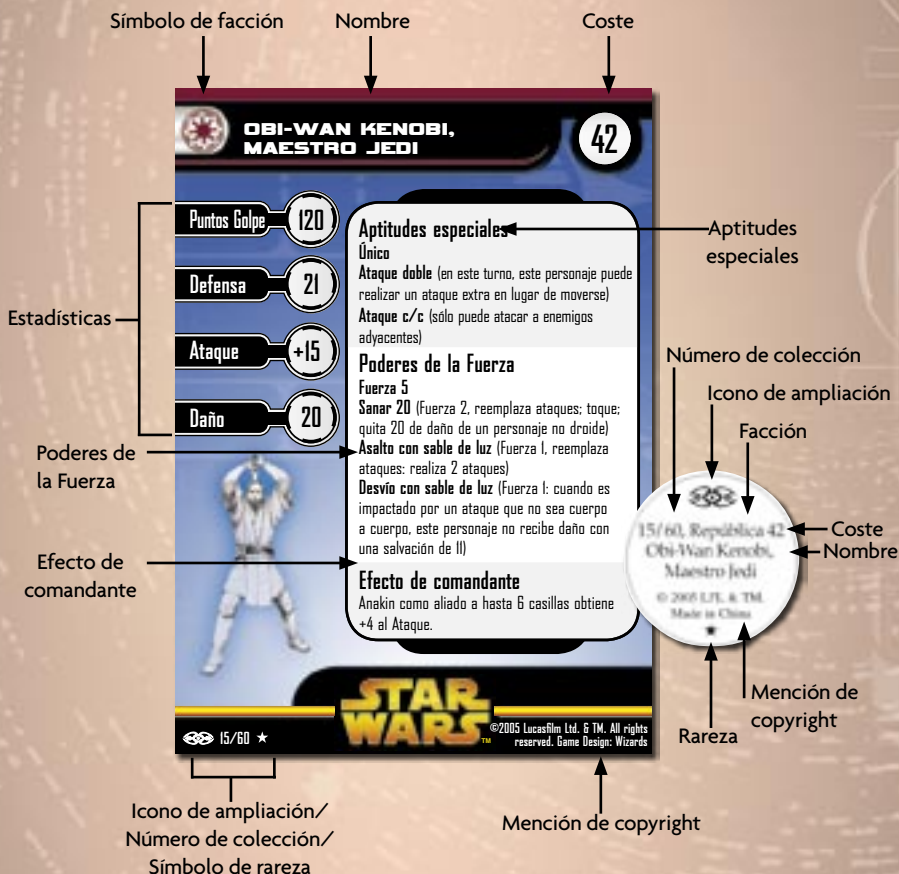 Símbolo de facción
Nombre
Coste
OBI-WAN KENOBI,
MAESTRO JEDI
42
Puntos Golpe
120
Defensa
21
Ataque
+15
Daño
20
Estadísticas
Poderes de
la Fuerza
Efecto de
comandante
Aptitudes especiales
Único
Ataque doble (en este turno, este personaje puede
realizar un ataque extra en lugar de moverse)
Ataque c/c (sólo puede atacar a enemigos
adyacentes)
Poderes de la Fuerza
Fuerza 5
Sanar 20 (Fuerza 2, reemplaza ataques; toque;
quita 20 de daño de un personaje no droide)
Asalto con sable de luz (Fuerza 1, reemplaza
ataques: realiza 2 ataques)
Desvío con sable de luz (Fuerza 1: cuando es
impactado por un ataque que no sea cuerpo
a cuerpo, este personaje no recibe daño con
una salvación de 11)
Efecto de comandante
Anakin como aliado a hasta 6 casillas obtiene
+4 al Ataque.
STAR
WARS
TM
15/60 ★
©2005 Lucasfilm Ltd. & TM. All rights
reserved. Game Design: Wizards
Aptitudes
especiales
Número de colección
Icono de ampliación
Facción
15/60, República 42
Obi-Wan Kenobi,
Maestro Jedi
© 2005 LFL & TM.
Made in China
★
Coste
Nombre
Mención de
copyright
Rareza
Icono de ampliación/
Número de colección/
Símbolo de rareza
Mención de copyright